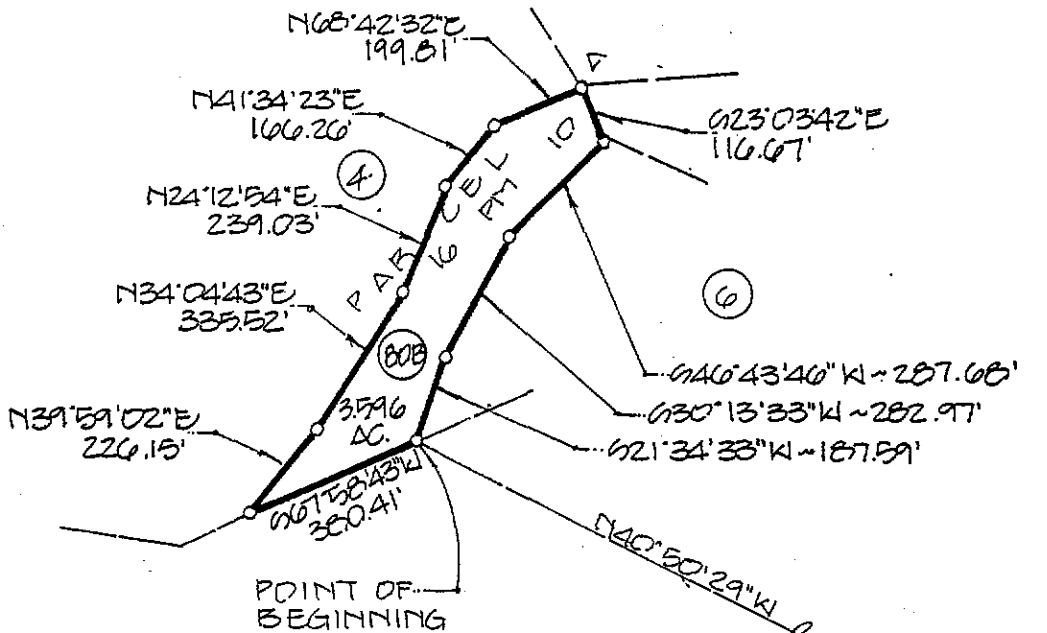 N68°42'32"E
199.81'
N41°34'23"E
166.26'
N24°12'54"E
239.03'
N34°04'43"E
335.52'
N39°59'02"E
226.15'
S23°03'42"E
116.67'
4
PARCEL
16 PM 10
6
80B
3.596
AC.
S46°43'46"W ~ 287.68'
S30°13'33"W ~ 282.97'
S21°34'33"W ~ 187.59'
S67°58'43"W
380.41'
N40°50'29"W
POINT OF
BEGINNING